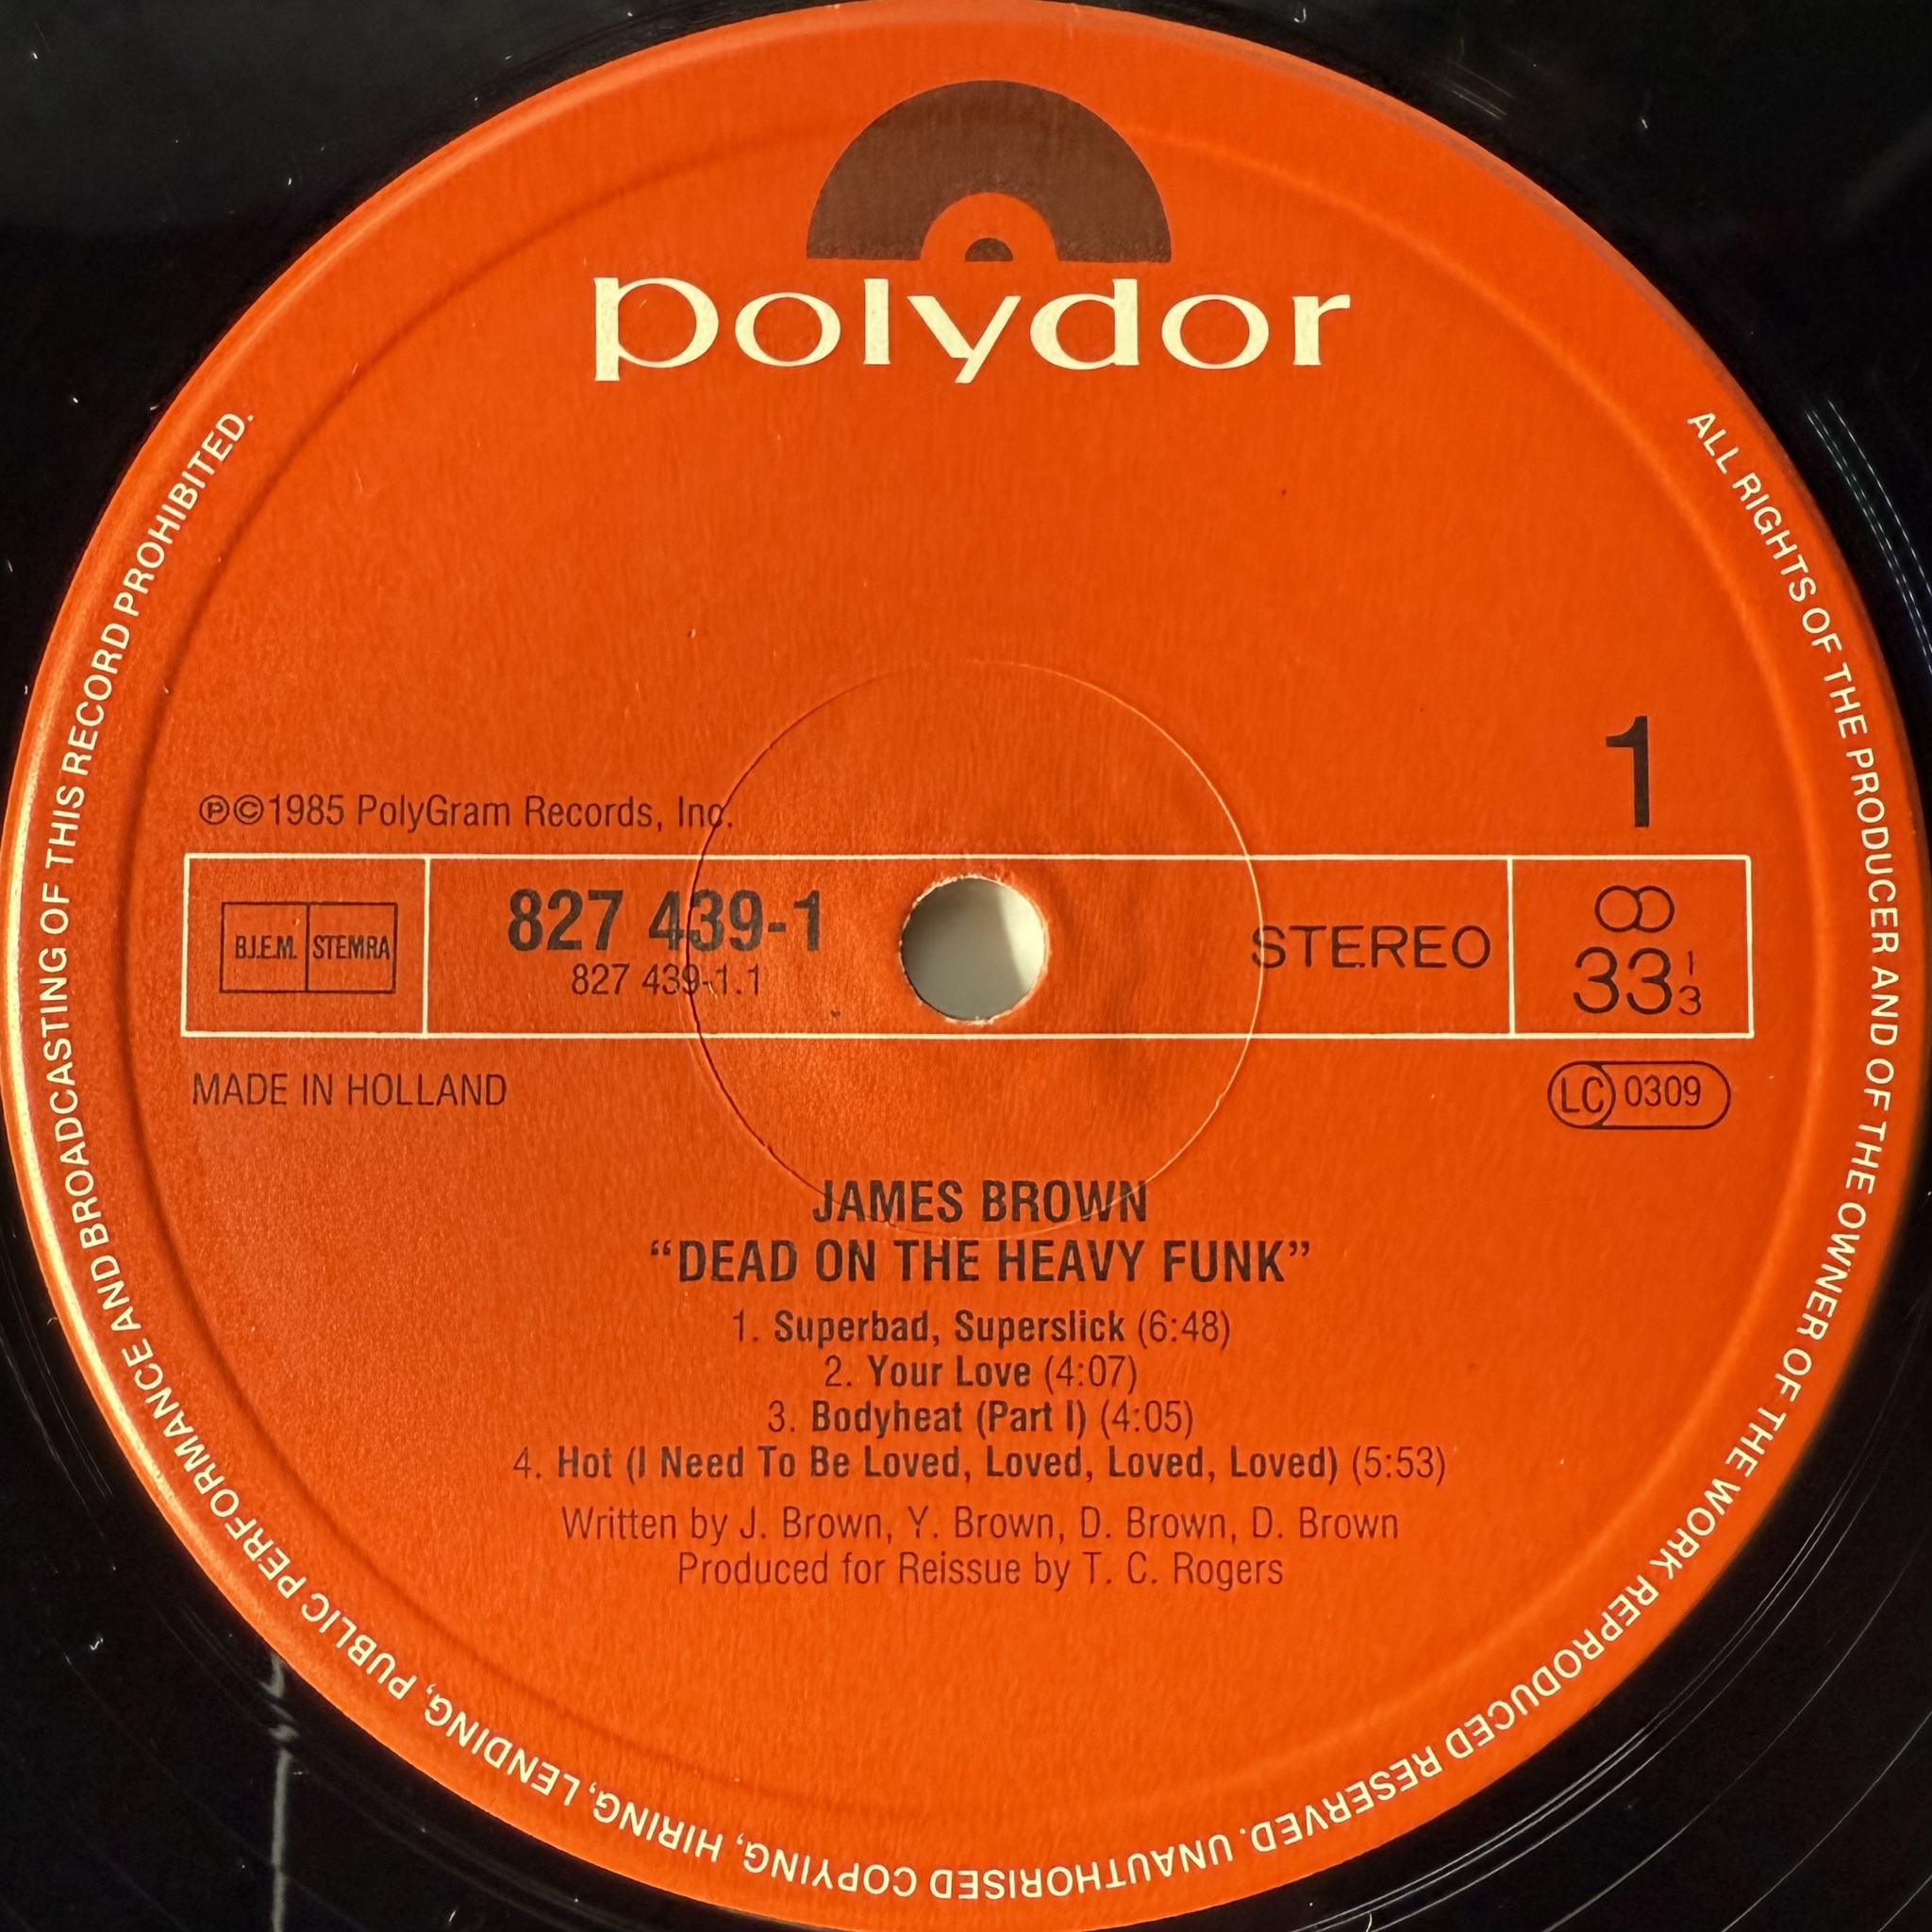 polydor
ALL RIGHTS OF THE PRODUCER AND OF THE OWNER OF THE WORK REPRODUCED RESERVED. UNAUTHORISED COPYING, HIRING, LENDING, PUBLIC PERFORMANCE AND BROADCASTING OF THIS RECORD PROHIBITED.
1
℗©1985 PolyGram Records, Inc.
B.I.E.M. STEMRA
827 439-1
827 439-1.1
STEREO
33 1/3
MADE IN HOLLAND
LC 0309
JAMES BROWN
“DEAD ON THE HEAVY FUNK”
1. Superbad, Superslick (6:48)
2. Your Love (4:07)
3. Bodyheat (Part I) (4:05)
4. Hot (I Need To Be Loved, Loved, Loved, Loved) (5:53)
Written by J. Brown, Y. Brown, D. Brown, D. Brown
Produced for Reissue by T. C. Rogers